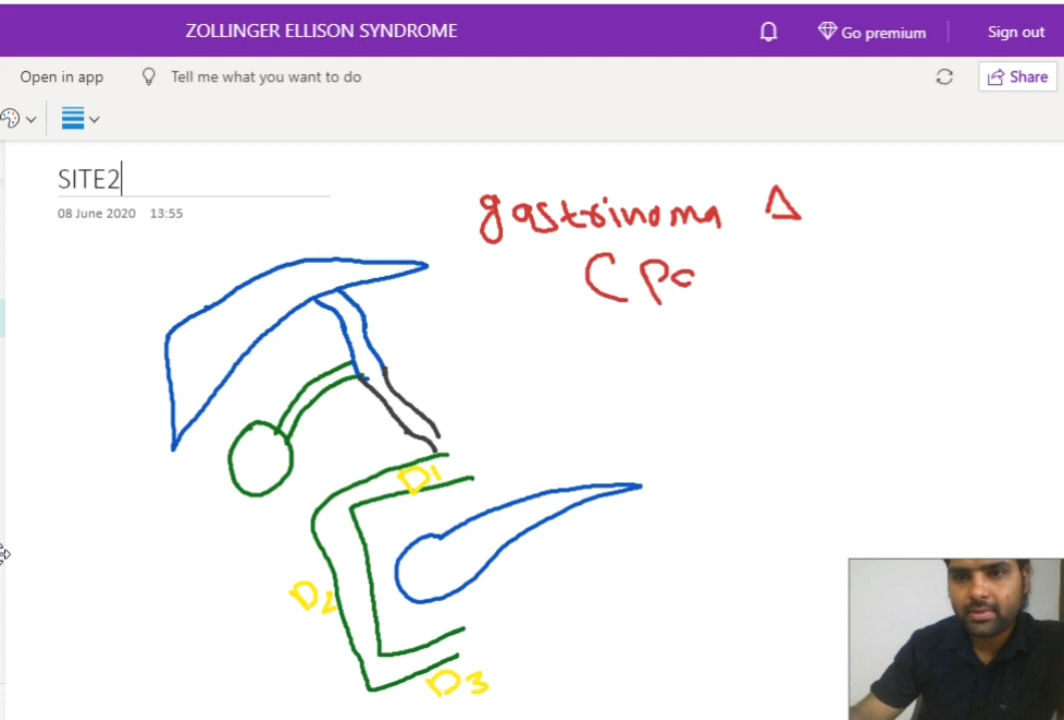 ZOLLINGER ELLISON SYNDROME
Go premium
Sign out
Open in app
Tell me what you want to do
Share
SITE2
08 June 2020 13:55
gastrinoma Δ
(Pa
D1
D2
D3